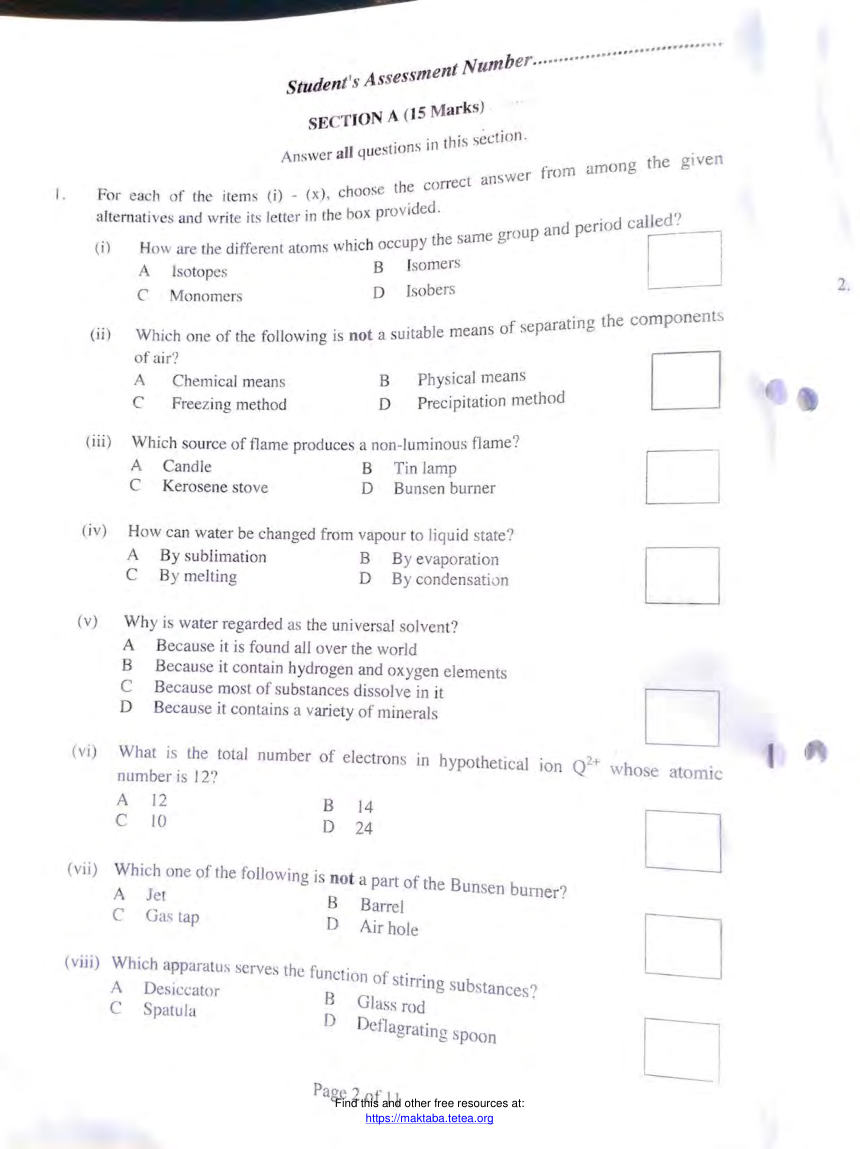 Student's Assessment Number....................................
SECTION A (15 Marks)
Answer all questions in this section.
1. For each of the items (i) - (x), choose the correct answer from among the given
alternatives and write its letter in the box provided.
(i) How are the different atoms which occupy the same group and period called?
A Isotopes B Isomers
C Monomers D Isobers
2.
(ii) Which one of the following is not a suitable means of separating the components
of air?
A Chemical means B Physical means
C Freezing method D Precipitation method
(iii) Which source of flame produces a non-luminous flame?
A Candle B Tin lamp
C Kerosene stove D Bunsen burner
(iv) How can water be changed from vapour to liquid state?
A By sublimation B By evaporation
C By melting D By condensation
(v) Why is water regarded as the universal solvent?
A Because it is found all over the world
B Because it contain hydrogen and oxygen elements
C Because most of substances dissolve in it
D Because it contains a variety of minerals
(vi) What is the total number of electrons in hypothetical ion Q²⁺ whose atomic
number is 12?
A 12 B 14
C 10 D 24
(vii) Which one of the following is not a part of the Bunsen burner?
A Jet B Barrel
C Gas tap D Air hole
(viii) Which apparatus serves the function of stirring substances?
A Desiccator B Glass rod
C Spatula D Deflagrating spoon
Page 2 of 11
Find this and other free resources at:
https://maktaba.tetea.org